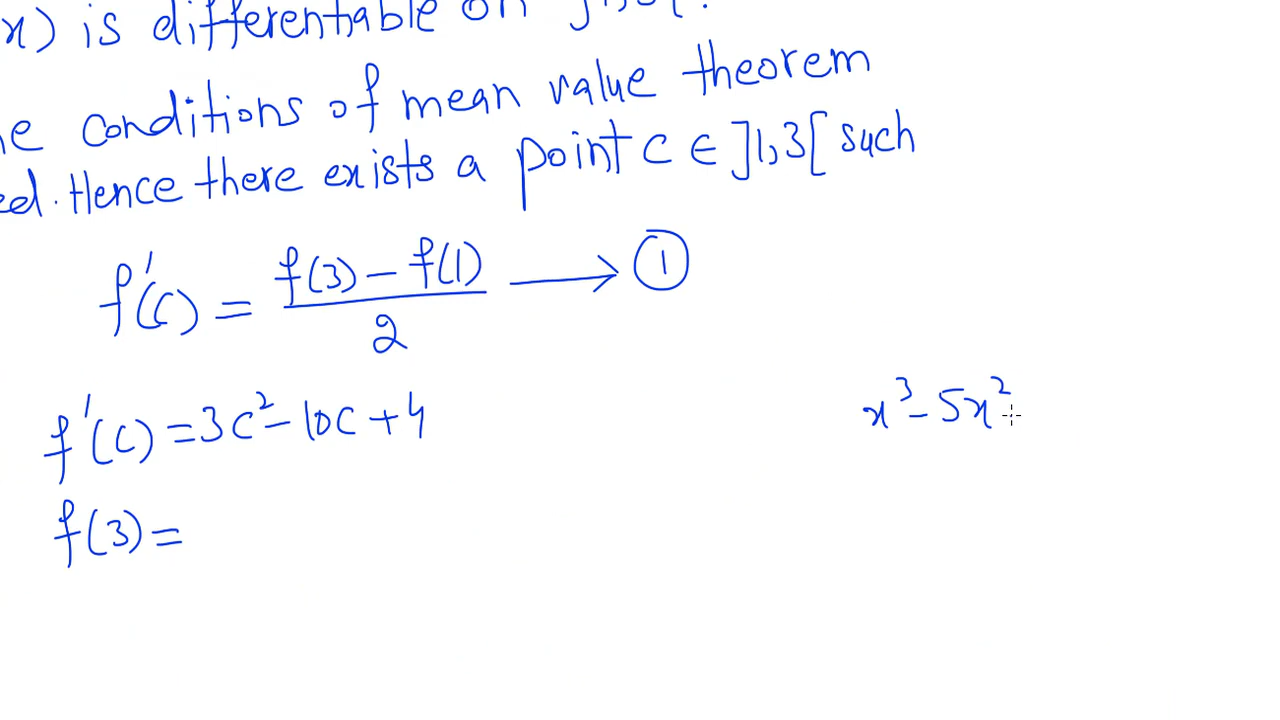 x) is differentiable on
conditions of mean value theorem
ed. Hence there exists a point c ∈ ]1,3[ such
f'(c) = f(3) - f(1) / 2 ⟶ ①
f'(c) = 3c² - 10c + 4
x³ - 5x²
f(3) =